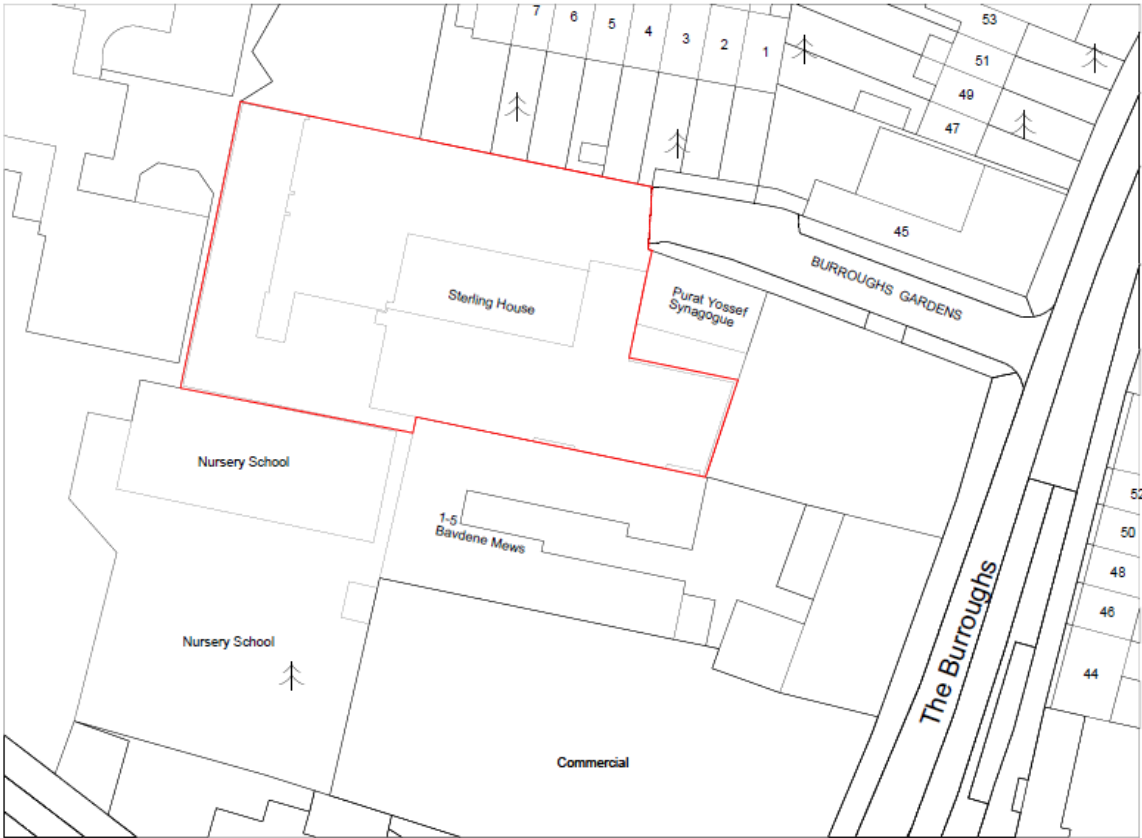 7
6
5
4
3
2
1
53
51
49
47
45
BURROUGHS GARDENS
Sterling House
Purat Yossef
Synagogue
Nursery School
1-5
Bavdene Mews
Nursery School
Commercial
The Burroughs
52
50
48
46
44